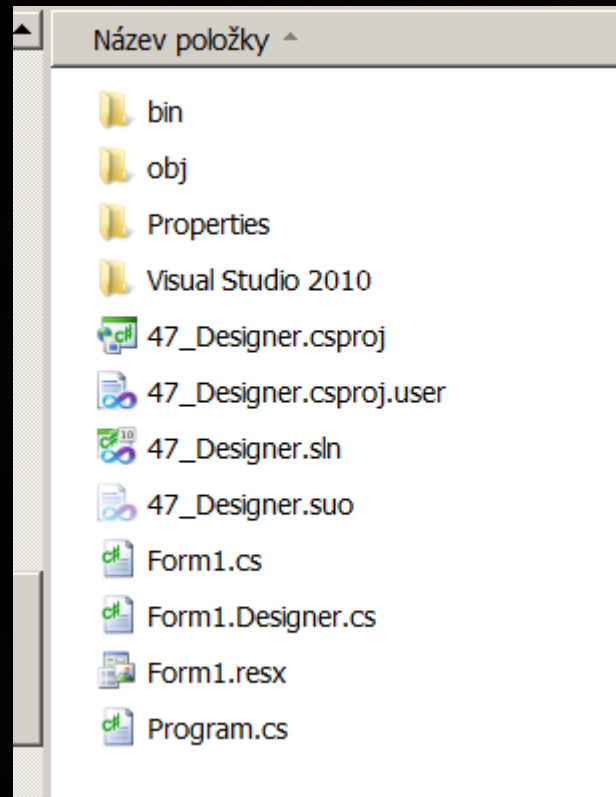 Název položky
bin
obj
Properties
Visual Studio 2010
47_Designer.csproj
47_Designer.csproj.user
47_Designer.sln
47_Designer.suo
Form1.cs
Form1.Designer.cs
Form1.resx
Program.cs